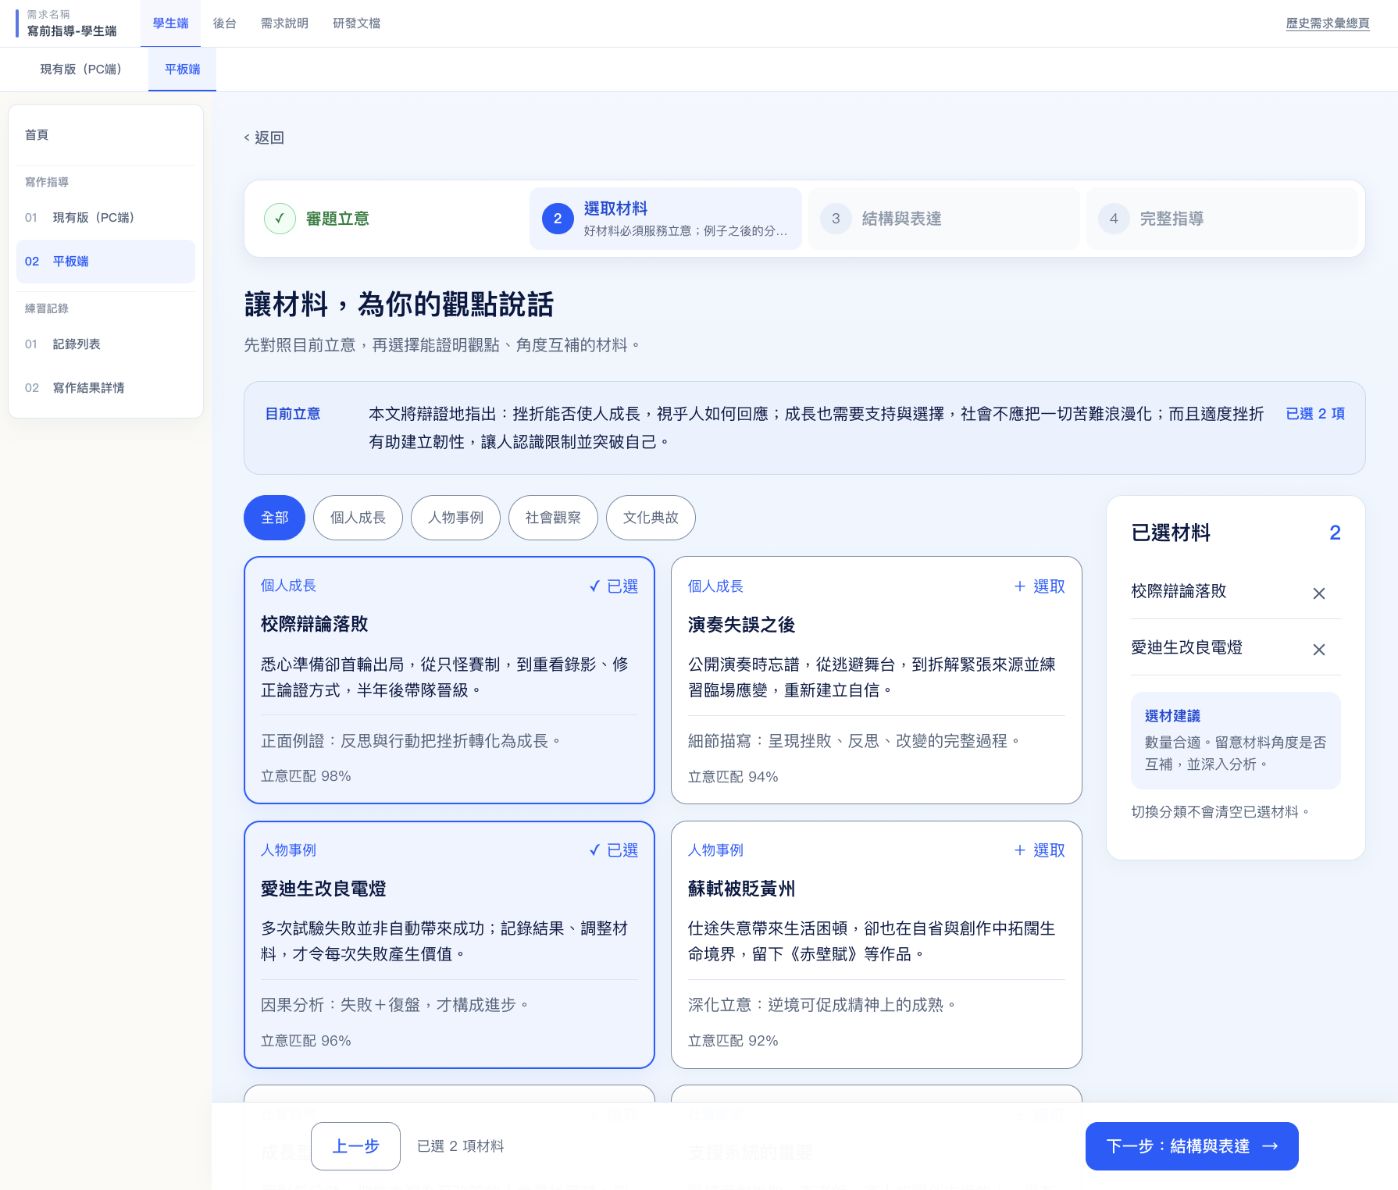 需求名稱
寫前指導-學生端
學生端
後台
需求說明
研發文檔
歷史需求彙總頁
現有版（PC端）
平板端
首頁
寫作指導
01 現有版（PC端）
02 平板端
練習記錄
01 記錄列表
02 寫作結果詳情
‹ 返回
✓ 審題立意
2 選取材料
好材料必須服務立意；例子之後的分...
3 結構與表達
4 完整指導
讓材料，為你的觀點說話
先對照目前立意，再選擇能證明觀點、角度互補的材料。
目前立意
本文將辯證地指出：挫折能否使人成長，視乎人如何回應；成長也需要支持與選擇，社會不應把一切苦難浪漫化；而且適度挫折
有助建立韌性，讓人認識限制並突破自己。
已選 2 項
全部
個人成長
人物事例
社會觀察
文化典故
個人成長
✓ 已選
校際辯論落敗
悉心準備卻首輪出局，從只怪賽制，到重看錄影、修
正論證方式，半年後帶隊晉級。
正面例證：反思與行動把挫折轉化為成長。
立意匹配 98%
個人成長
＋ 選取
演奏失誤之後
公開演奏時忘譜，從逃避舞台，到拆解緊張來源並練
習臨場應變，重新建立自信。
細節描寫：呈現挫敗、反思、改變的完整過程。
立意匹配 94%
人物事例
✓ 已選
愛迪生改良電燈
多次試驗失敗並非自動帶來成功；記錄結果、調整材
料，才令每次失敗產生價值。
因果分析：失敗＋復盤，才構成進步。
立意匹配 96%
人物事例
＋ 選取
蘇軾被貶黃州
仕途失意帶來生活困頓，卻也在自省與創作中拓闊生
命境界，留下《赤壁賦》等作品。
深化立意：逆境可促成精神上的成熟。
立意匹配 92%
已選材料
2
校際辯論落敗 ×
愛迪生改良電燈 ×
選材建議
數量合適。留意材料角度是否
互補，並深入分析。
切換分類不會清空已選材料。
支援系統的重要
上一步
已選 2 項材料
下一步：結構與表達 →